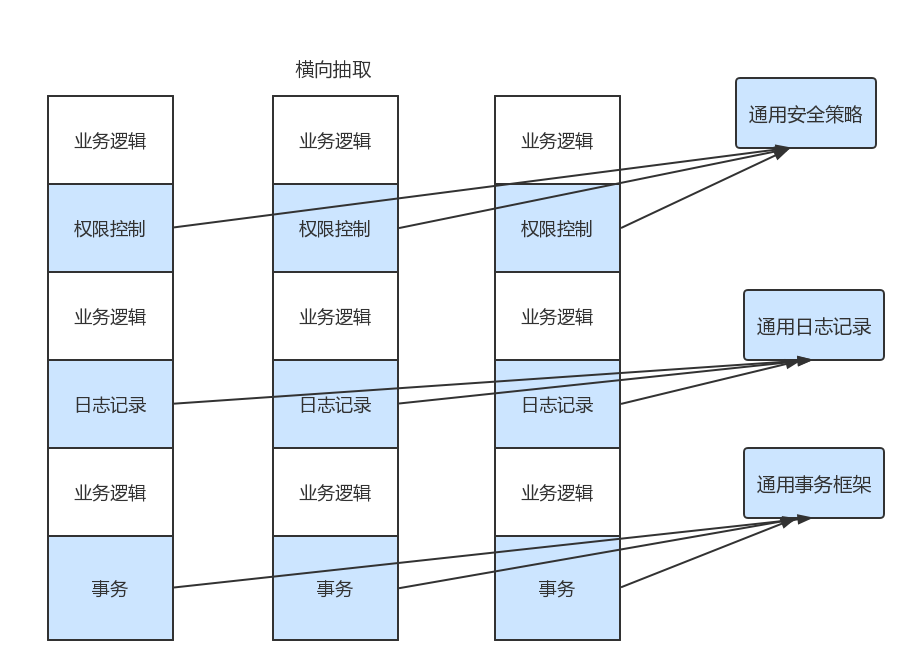 横向抽取
通用安全策略
业务逻辑 业务逻辑 业务逻辑
权限控制 权限控制 权限控制
业务逻辑 业务逻辑 业务逻辑
通用日志记录
日志记录 日志记录 日志记录
通用事务框架
业务逻辑 业务逻辑 业务逻辑
事务 事务 事务